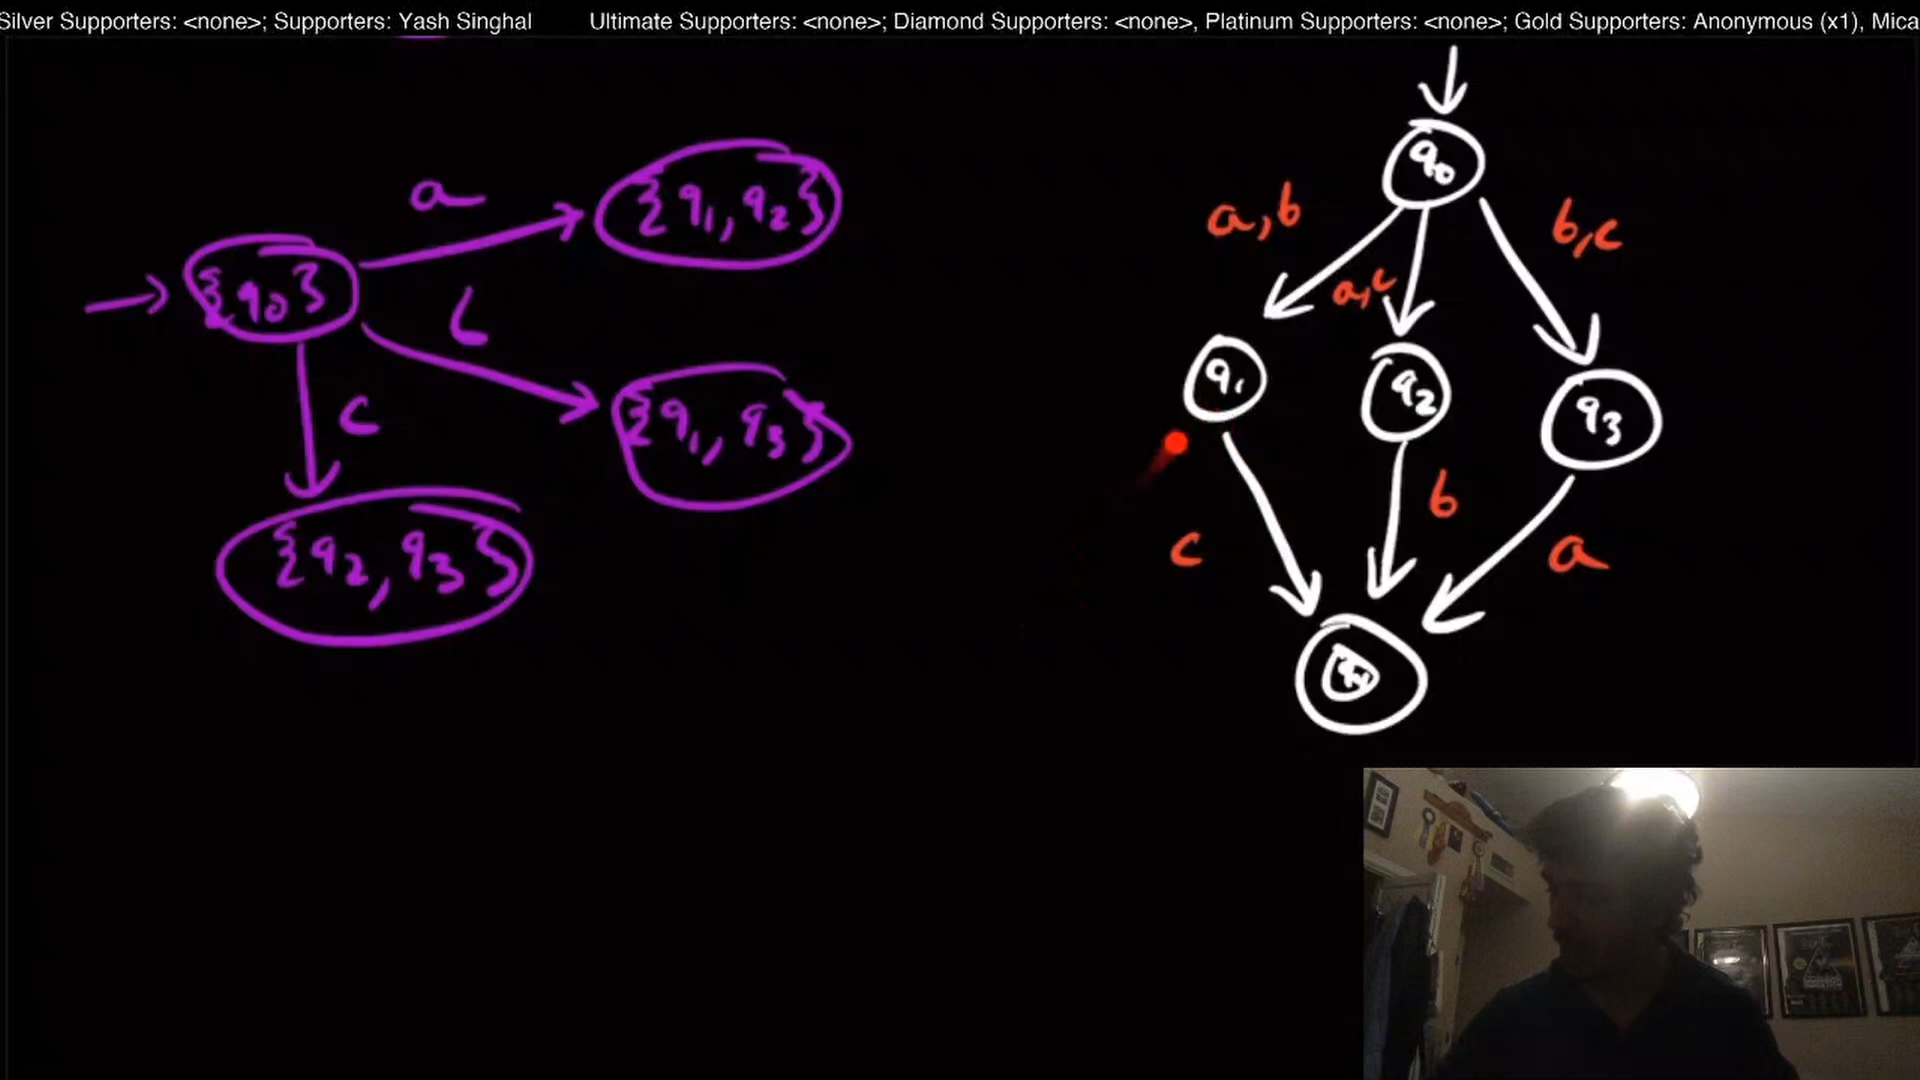 Silver Supporters: <none>; Supporters: Yash Singhal Ultimate Supporters: <none>; Diamond Supporters: <none>, Platinum Supporters: <none>; Gold Supporters: Anonymous (x1), Mica
{q0}
a
{q1, q2}
b
{q1, q3}
c
{q2, q3}
q0
a,b
a,c
b,c
q1
q2
q3
c
b
a
q4